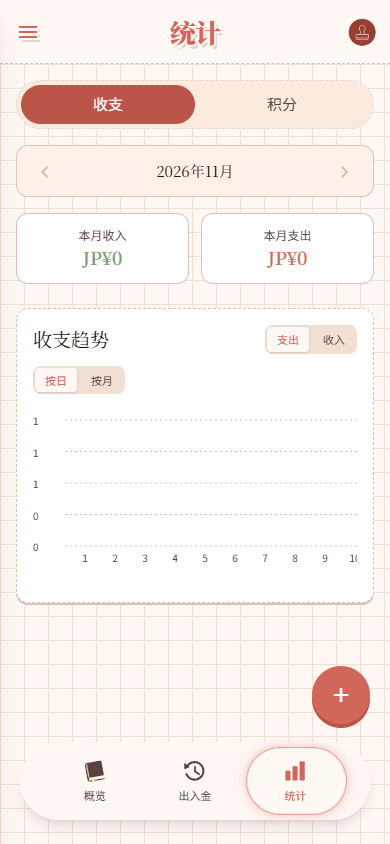 统计
收支 积分
2026年11月
本月收入 本月支出
JP¥0 JP¥0
收支趋势 支出 收入
按日 按月
1
1
1
0
0
1 2 3 4 5 6 7 8 9 10
+
概览 出入金 统计